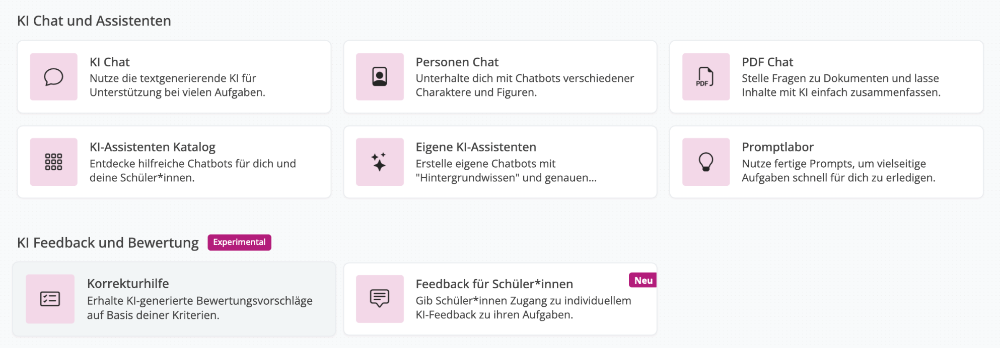 KI Chat und Assistenten
KI Chat
Nutze die textgenerierende KI für
Unterstützung bei vielen Aufgaben.
Personen Chat
Unterhalte dich mit Chatbots verschiedener
Charaktere und Figuren.
PDF
PDF Chat
Stelle Fragen zu Dokumenten und lasse
Inhalte mit KI einfach zusammenfassen.
KI-Assistenten Katalog
Entdecke hilfreiche Chatbots für dich und
deine Schüler*innen.
Eigene KI-Assistenten
Erstelle eigene Chatbots mit
"Hintergrundwissen" und genauen...
Promptlabor
Nutze fertige Prompts, um vielseitige
Aufgaben schnell für dich zu erledigen.
KI Feedback und Bewertung Experimental
Korrekturhilfe
Erhalte KI-generierte Bewertungsvorschläge
auf Basis deiner Kriterien.
Feedback für Schüler*innen
Neu
Gib Schüler*innen Zugang zu individuellem
KI-Feedback zu ihren Aufgaben.